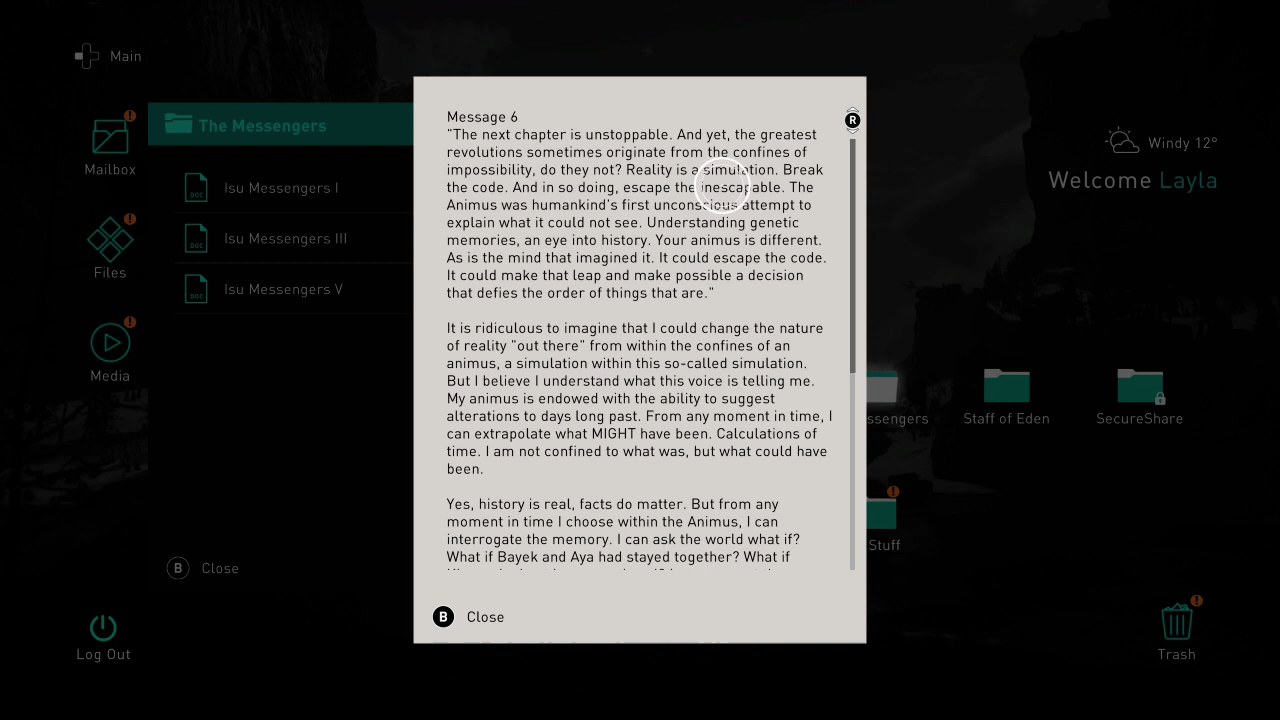 Main
Mailbox
Files
Media
Log Out
The Messengers
DOC
Isu Messengers I
DOC
Isu Messengers III
DOC
Isu Messengers V
B Close
Message 6
"The next chapter is unstoppable. And yet, the greatest
revolutions sometimes originate from the confines of
impossibility, do they not? Reality is a simulation. Break
the code. And in so doing, escape the inescapable. The
Animus was humankind's first unconscious attempt to
explain what it could not see. Understanding genetic
memories, an eye into history. Your animus is different.
As is the mind that imagined it. It could escape the code.
It could make that leap and make possible a decision
that defies the order of things that are."
It is ridiculous to imagine that I could change the nature
of reality "out there" from within the confines of an
animus, a simulation within this so-called simulation.
But I believe I understand what this voice is telling me.
My animus is endowed with the ability to suggest
alterations to days long past. From any moment in time, I
can extrapolate what MIGHT have been. Calculations of
time. I am not confined to what was, but what could have
been.
Yes, history is real, facts do matter. But from any
moment in time I choose within the Animus, I can
interrogate the memory. I can ask the world what if?
What if Bayek and Aya had stayed together? What if
R
B Close
Windy 12°
Welcome Layla
ssengers
Staff of Eden
SecureShare
Stuff
Trash